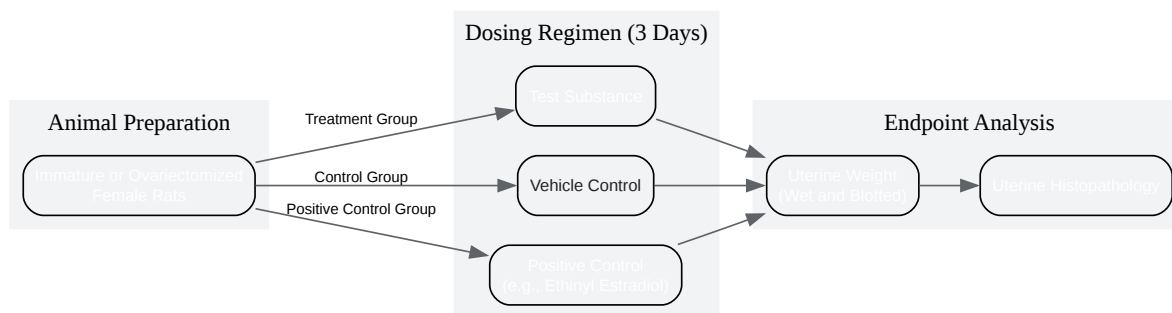 Dosing Regimen (3 Days)
Test Substance
Animal Preparation
Treatment Group
Endpoint Analysis
Immature or Ovariectomized
Female Rats
Control Group
Vehicle Control
Uterine Weight
(Wet and Blotted)
Uterine Histopathology
Positive Control Group
Positive Control
(e.g., Ethinyl Estradiol)